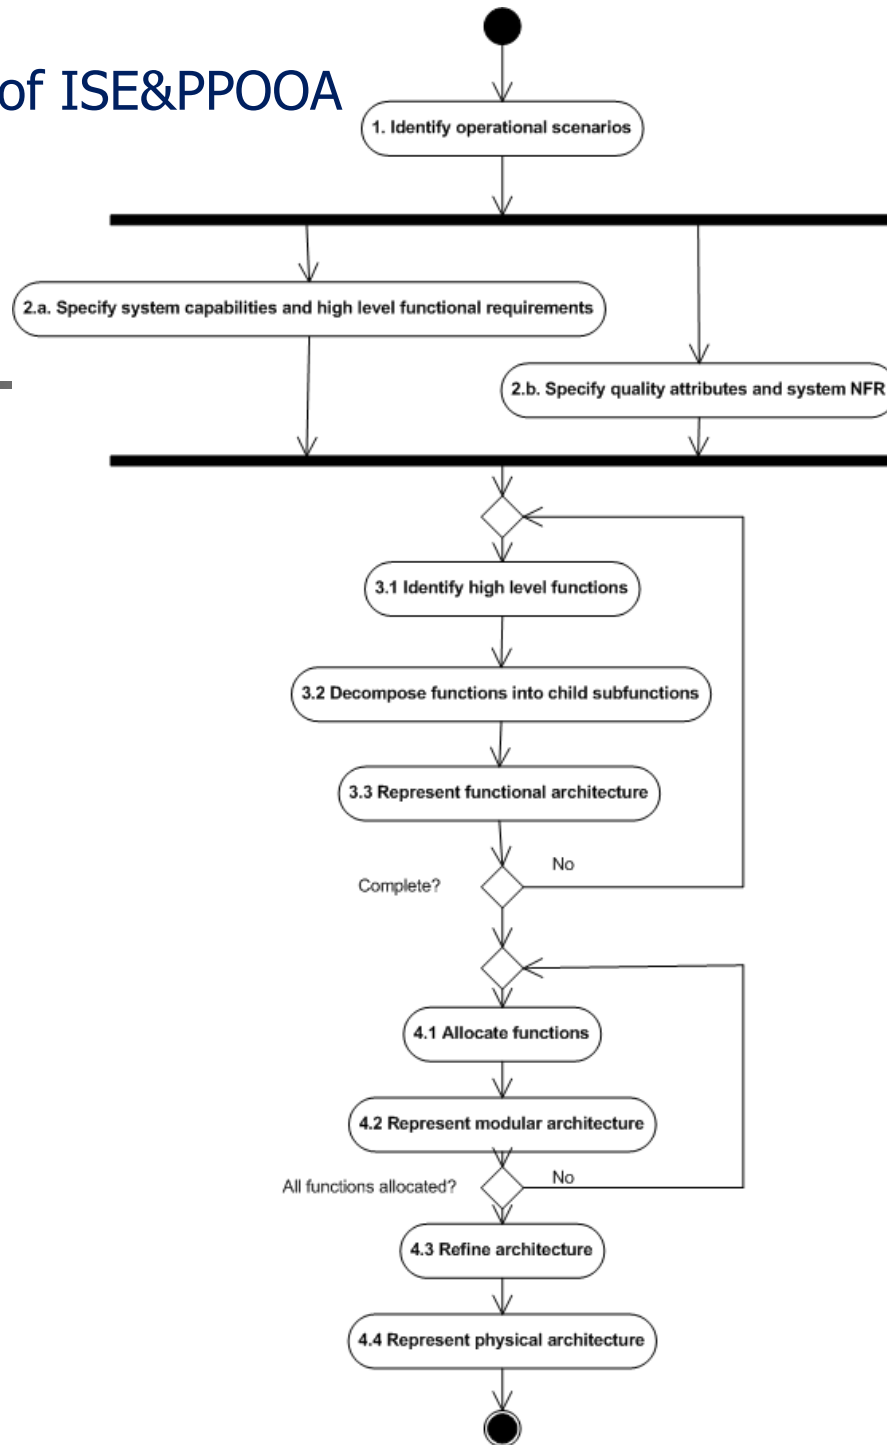 of ISE&PPOOA
1. Identify operational scenarios
2.a. Specify system capabilities and high level functional requirements
2.b. Specify quality attributes and system NFR
3.1 Identify high level functions
3.2 Decompose functions into child subfunctions
3.3 Represent functional architecture
No
Complete?
4.1 Allocate functions
4.2 Represent modular architecture
No
All functions allocated?
4.3 Refine architecture
4.4 Represent physical architecture